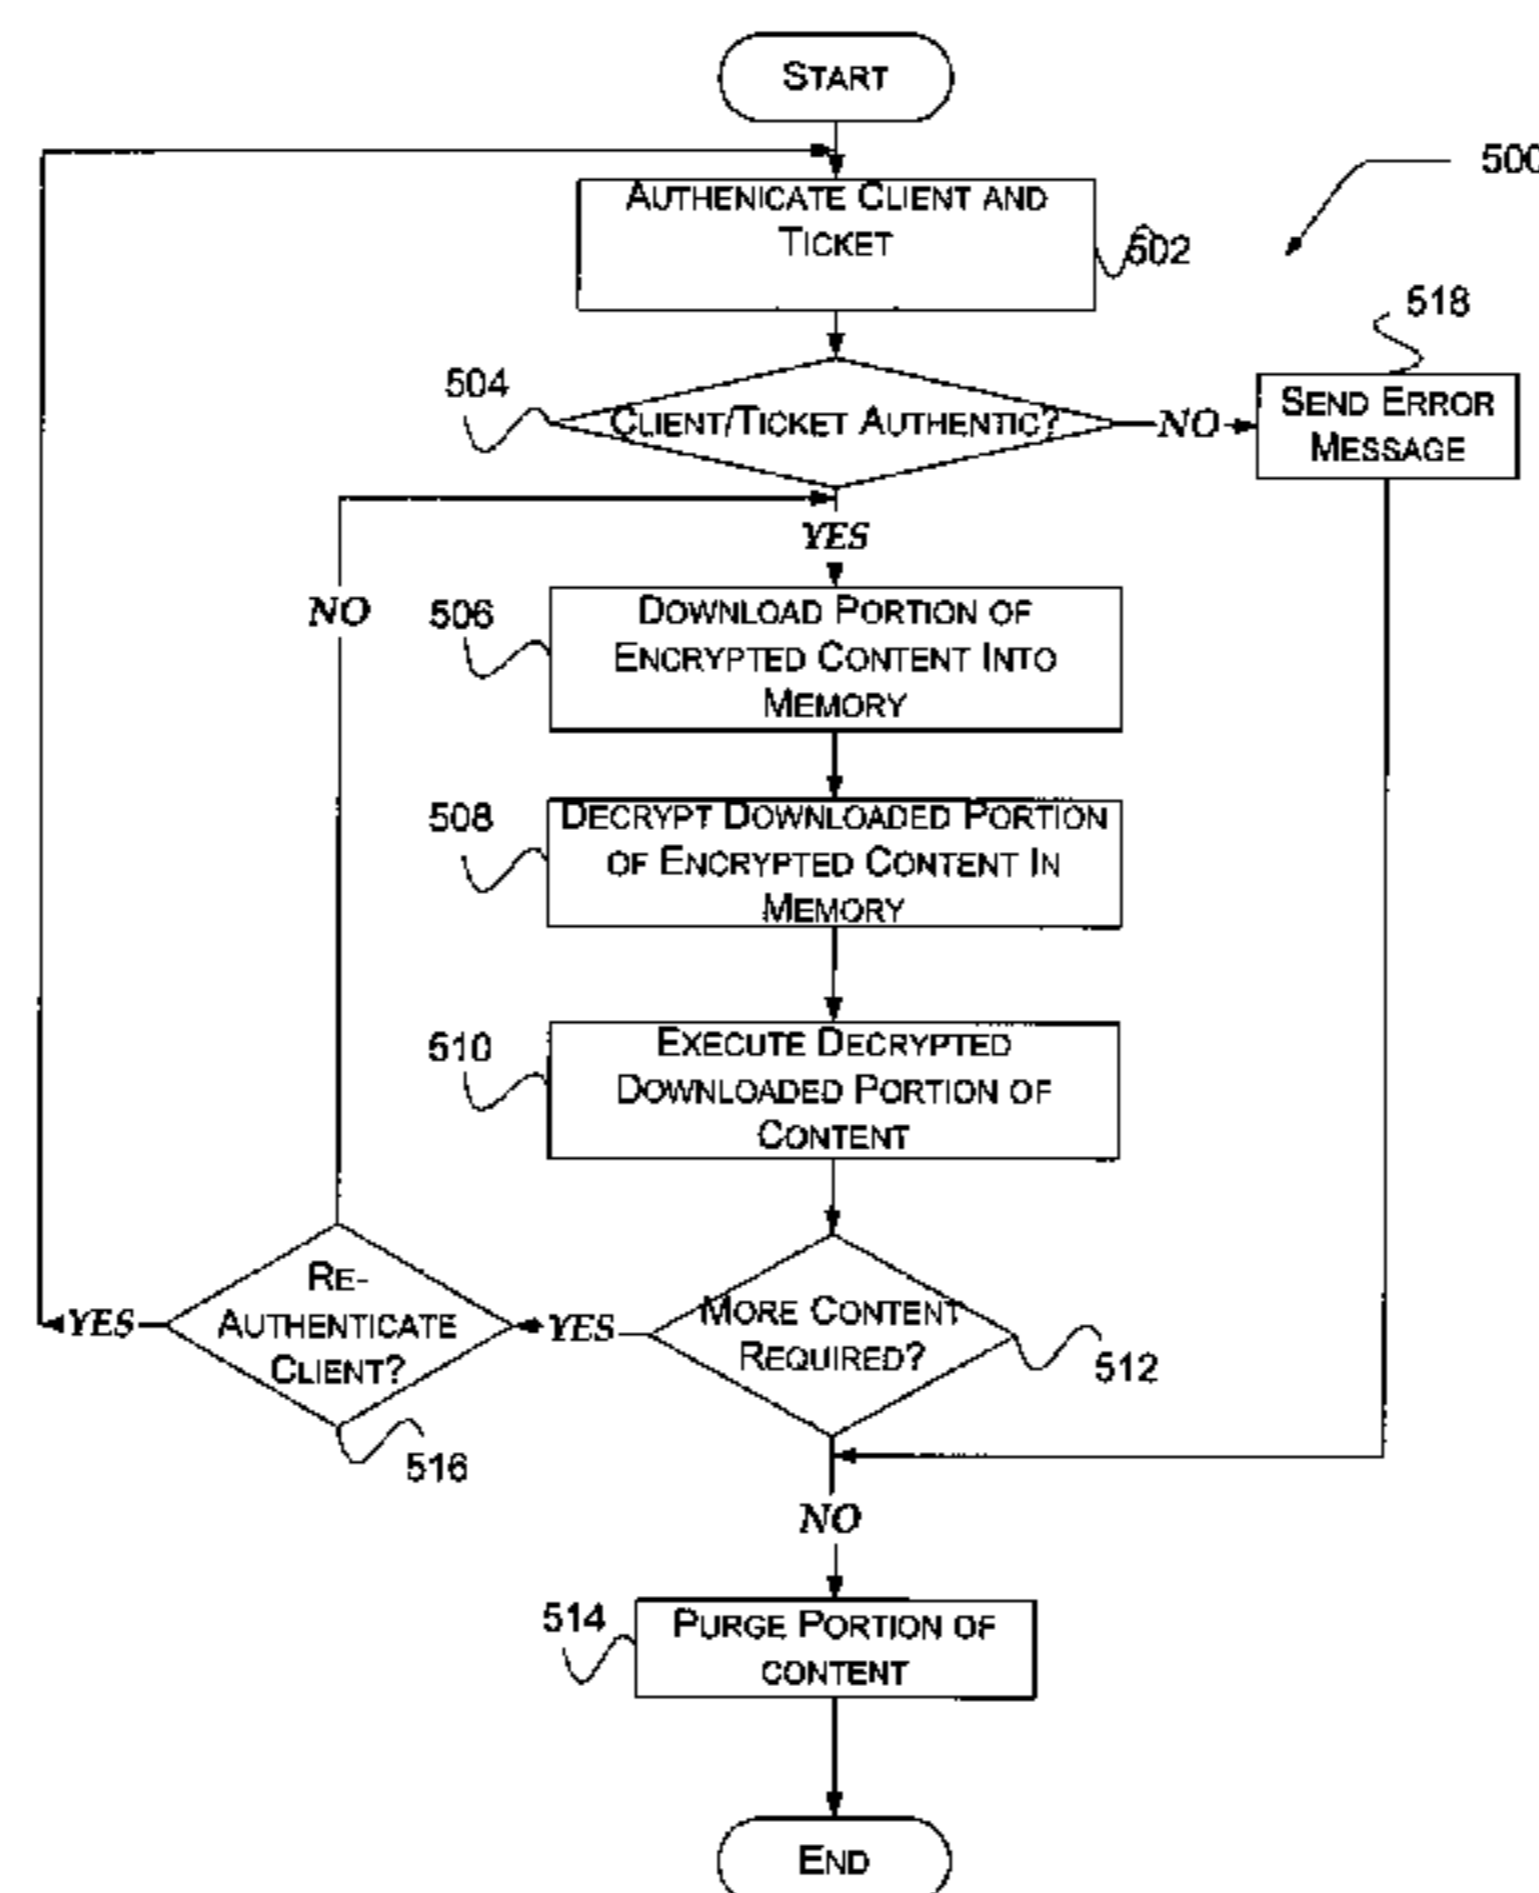 START
500
AUTHENICATE CLIENT AND
TICKET
502
518
504
CLIENT/TICKET AUTHENTIC?
NO
SEND ERROR
MESSAGE
YES
NO
506
DOWNLOAD PORTION OF
ENCRYPTED CONTENT INTO
MEMORY
508
DECRYPT DOWNLOADED PORTION
OF ENCRYPTED CONTENT IN
MEMORY
510
EXECUTE DECRYPTED
DOWNLOADED PORTION OF
CONTENT
RE-
AUTHENTICATE
CLIENT?
YES
YES
MORE CONTENT
REQUIRED?
512
516
NO
514
PURGE PORTION OF
CONTENT
END